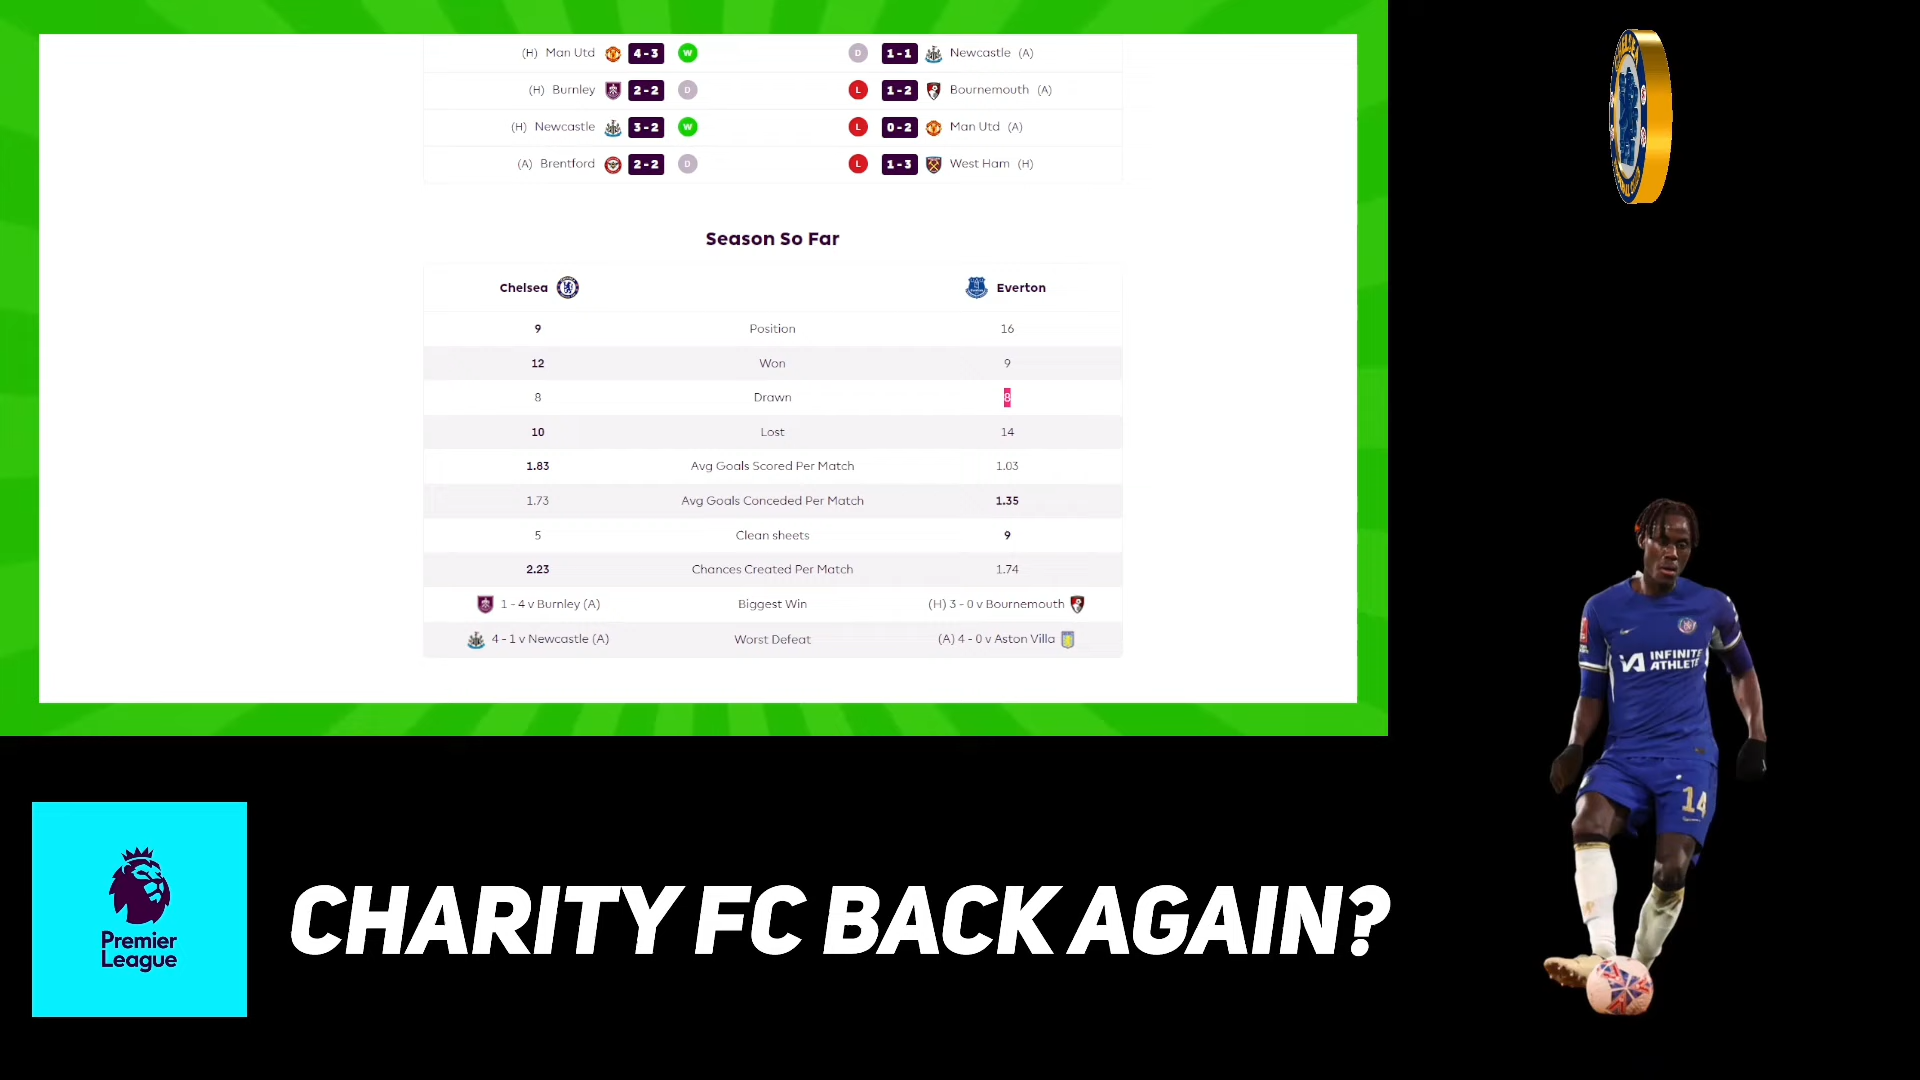 (H) Man Utd 4 - 3 W D 1 - 1 Newcastle (A)
(H) Burnley 2 - 2 D L 1 - 2 Bournemouth (A)
(H) Newcastle 3 - 2 W L 0 - 2 Man Utd (A)
(A) Brentford 2 - 2 D L 1 - 3 West Ham (H)
Season So Far
Chelsea Everton
9 Position 16
12 Won 9
8 Drawn 8
10 Lost 14
1.83 Avg Goals Scored Per Match 1.03
1.73 Avg Goals Conceded Per Match 1.35
5 Clean sheets 9
2.23 Chances Created Per Match 1.74
1 - 4 v Burnley (A) Biggest Win (H) 3 - 0 v Bournemouth
4 - 1 v Newcastle (A) Worst Defeat (A) 4 - 0 v Aston Villa
INFINITE
ATHLETE
14
Premier
League
CHARITY FC BACK AGAIN?